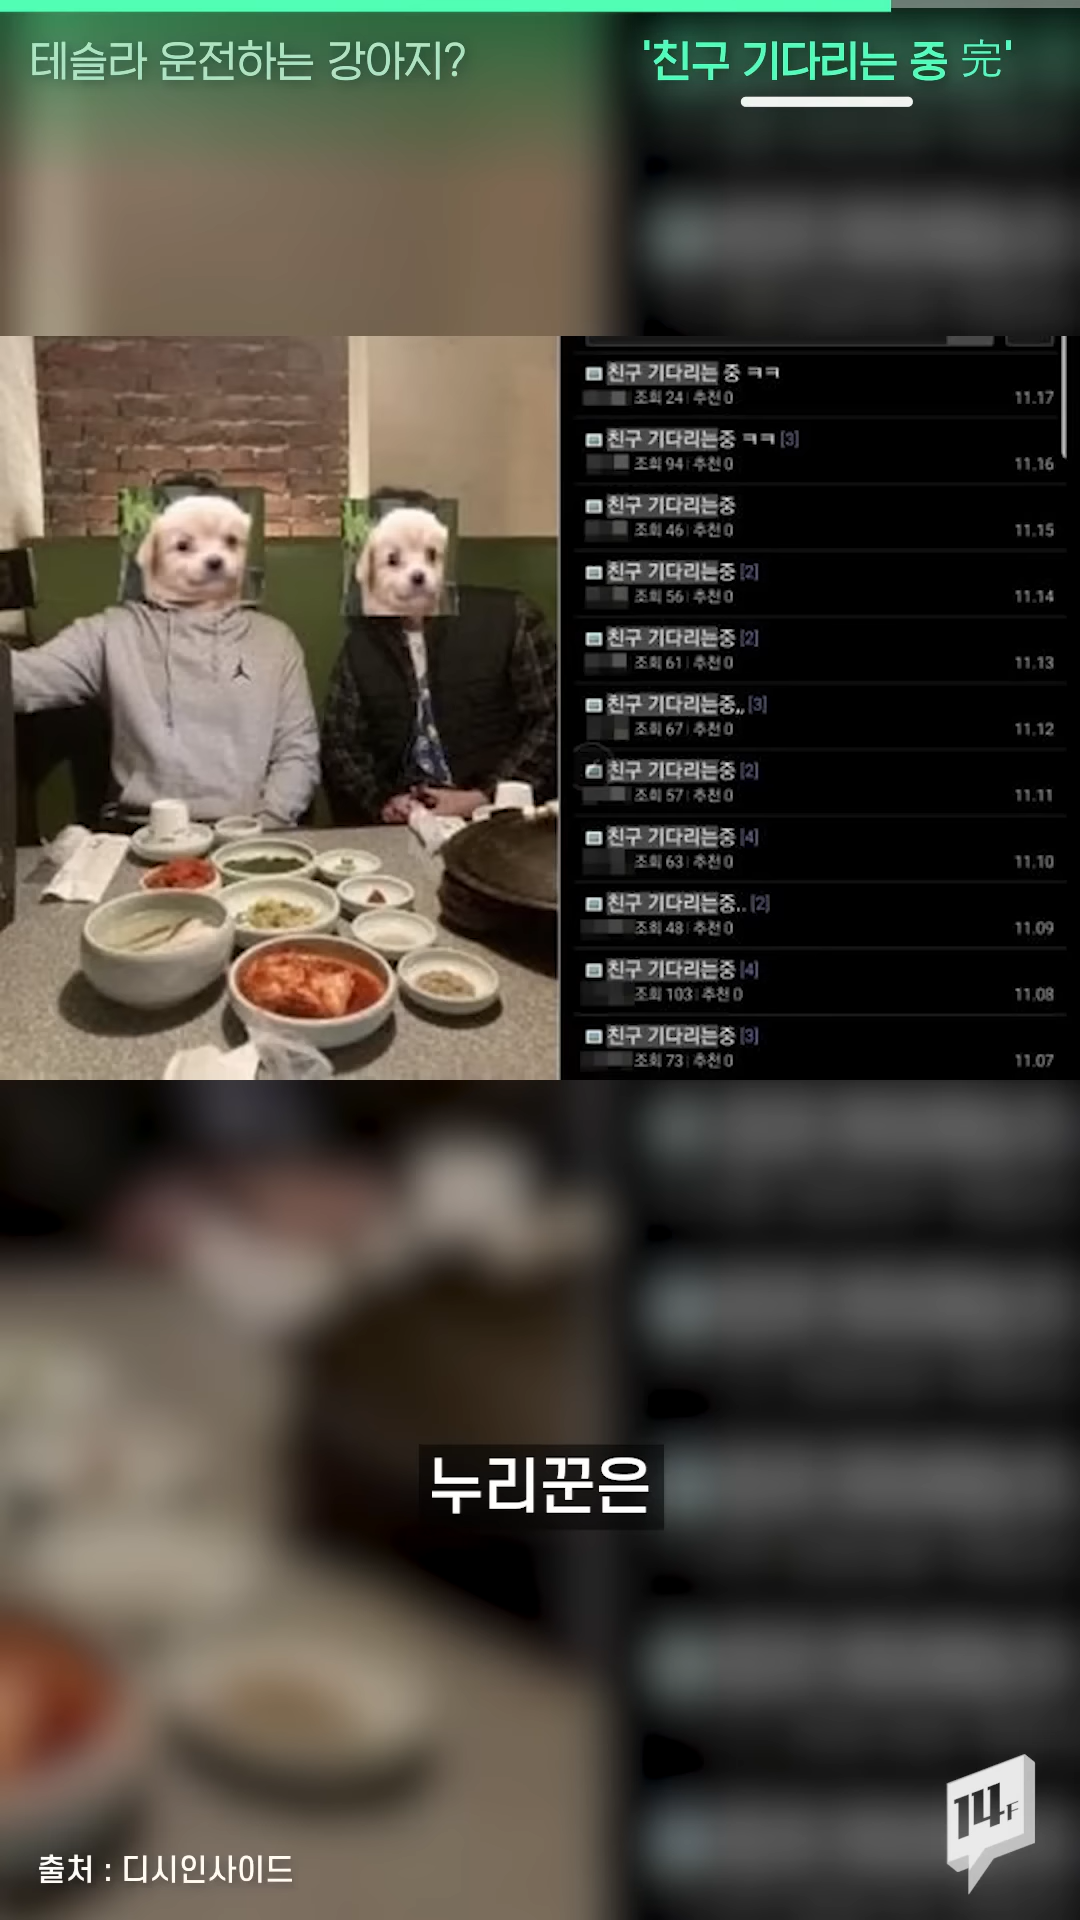 테슬라 운전하는 강아지?
'친구 기다리는 중 完'
친구 기다리는 중 ㅋㅋ
조회 24 | 추천 0
11.17
친구 기다리는중 ㅋㅋ [3]
조회 94 | 추천 0
11.16
친구 기다리는중
조회 46 | 추천 0
11.15
친구 기다리는중 [2]
조회 56 | 추천 0
11.14
친구 기다리는중 [2]
조회 61 | 추천 0
11.13
친구 기다리는중,, [3]
조회 67 | 추천 0
11.12
친구 기다리는중 [2]
조회 57 | 추천 0
11.11
친구 기다리는중 [4]
조회 63 | 추천 0
11.10
친구 기다리는중.. [2]
조회 48 | 추천 0
11.09
친구 기다리는중 [4]
조회 103 | 추천 0
11.08
친구 기다리는중 [3]
조회 73 | 추천 0
11.07
누리꾼은
14F
출처 : 디시인사이드